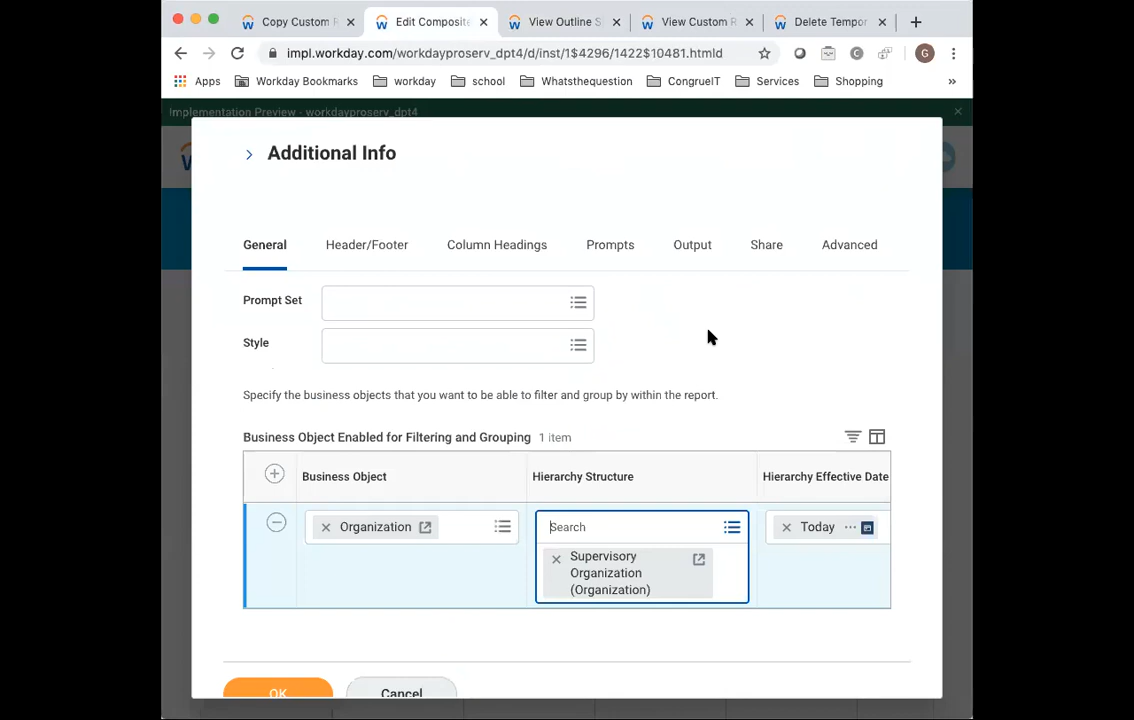 Copy Custom R
Edit Composite
View Outline S
View Custom R
Delete Tempor
impl.workday.com/workdayproserv_dpt4/d/inst/1$4296/1422$10481.htmld
G
Apps
Workday Bookmarks
workday
school
Whatsthequestion
CongrueIT
Services
Shopping
»
Implementation Preview - workdayproserv_dpt4
Additional Info
General
Header/Footer
Column Headings
Prompts
Output
Share
Advanced
Prompt Set
Style
Specify the business objects that you want to be able to filter and group by within the report.
Business Object Enabled for Filtering and Grouping 1 item
Business Object
Hierarchy Structure
Hierarchy Effective Date
Organization
Search
Today
Supervisory
Organization
(Organization)
OK
Cancel